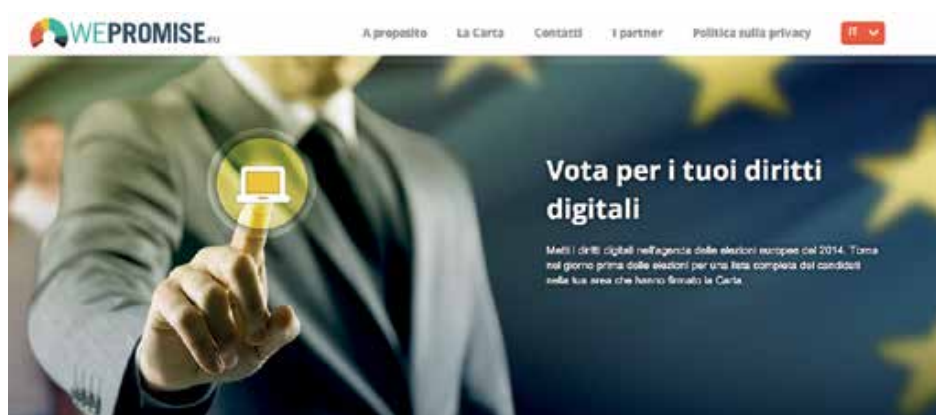 WEPROMISE.eu
A proposito La Carta Contatti I partner Politica sulla privacy IT
Vota per i tuoi diritti
digitali
Metti i diritti digitali nell'agenda delle elezioni europee del 2014. Torna
nel giorno prima delle elezioni per una lista completa dei candidati
nella tua area che hanno firmato la Carta